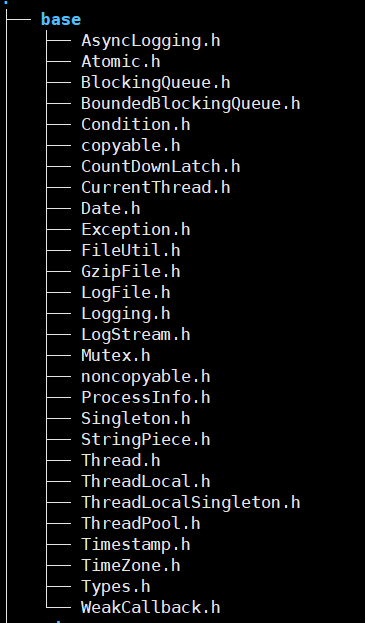 base
AsyncLogging.h
Atomic.h
BlockingQueue.h
BoundedBlockingQueue.h
Condition.h
copyable.h
CountDownLatch.h
CurrentThread.h
Date.h
Exception.h
FileUtil.h
GzipFile.h
LogFile.h
Logging.h
LogStream.h
Mutex.h
noncopyable.h
ProcessInfo.h
Singleton.h
StringPiece.h
Thread.h
ThreadLocal.h
ThreadLocalSingleton.h
ThreadPool.h
Timestamp.h
TimeZone.h
Types.h
WeakCallback.h